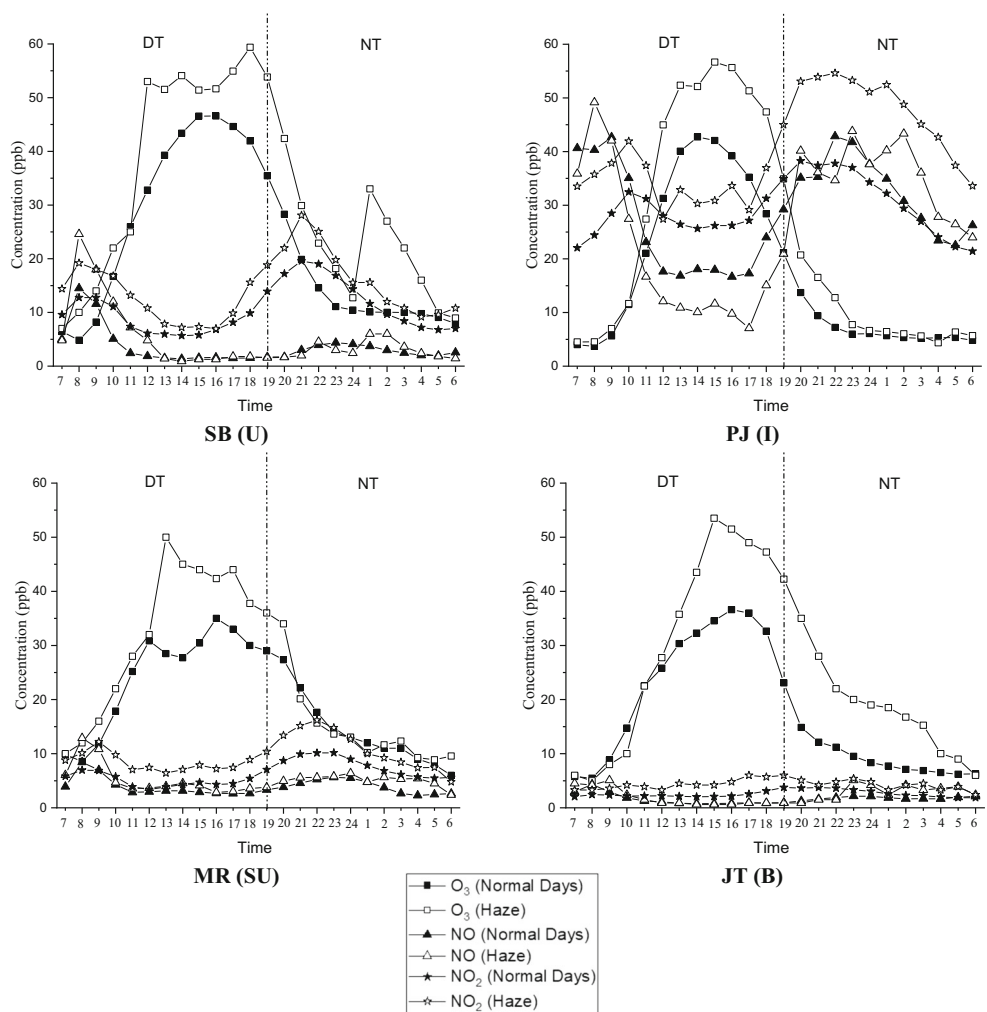 DT NT
60
50
40
30
20
10
0
Concentration (ppb)
7 8 9 10 11 12 13 14 15 16 17 18 19 20 21 22 23 24 1 2 3 4 5 6
Time
SB (U)
DT NT
60
50
40
30
20
10
0
Concentration (ppb)
7 8 9 10 11 12 13 14 15 16 17 18 19 20 21 22 23 24 1 2 3 4 5 6
Time
PJ (I)
DT NT
60
50
40
30
20
10
0
Concentration (ppb)
7 8 9 10 11 12 13 14 15 16 17 18 19 20 21 22 23 24 1 2 3 4 5 6
Time
MR (SU)
DT NT
60
50
40
30
20
10
0
Concentration (ppb)
7 8 9 10 11 12 13 14 15 16 17 18 19 20 21 22 23 24 1 2 3 4 5 6
Time
JT (B)
O₃ (Normal Days)
O₃ (Haze)
NO (Normal Days)
NO (Haze)
NO₂ (Normal Days)
NO₂ (Haze)